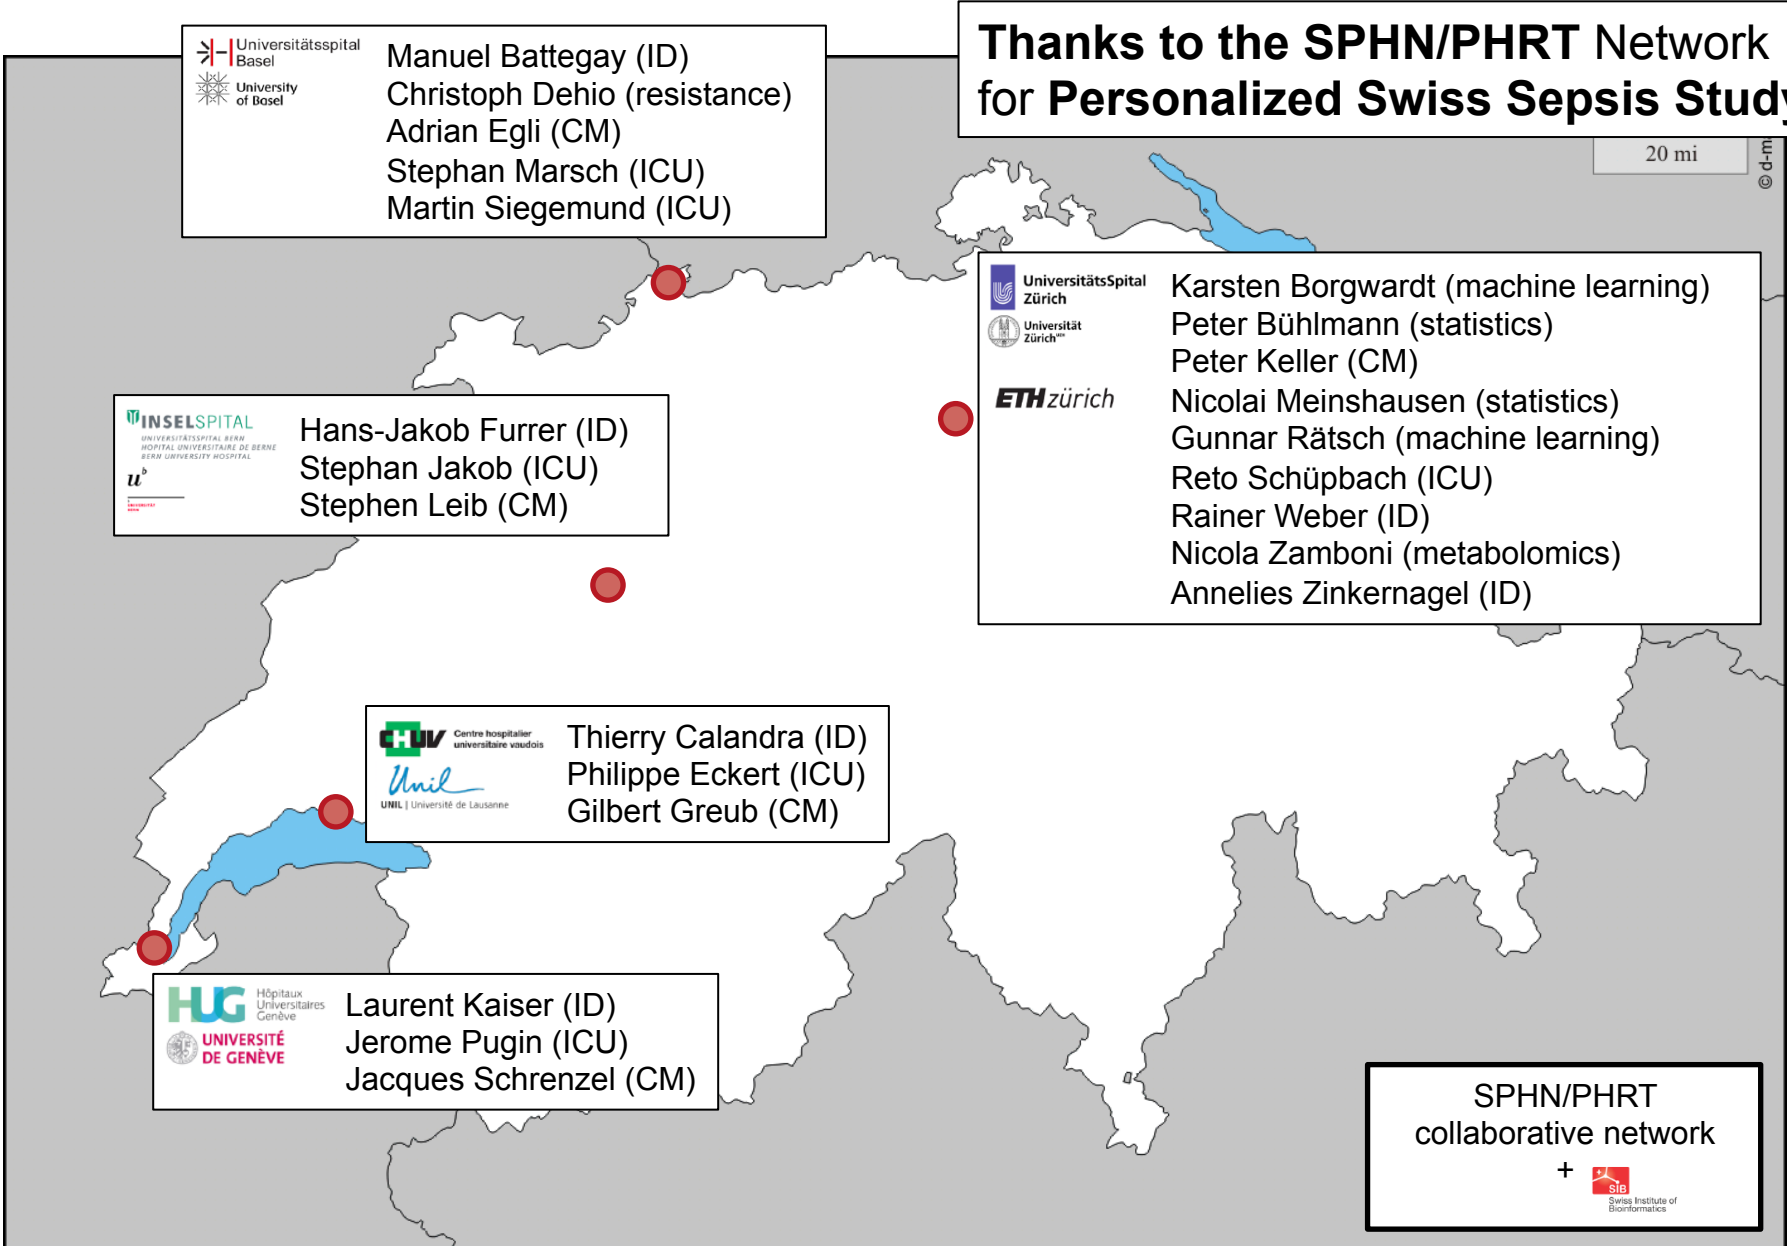 Thanks to the SPHN/PHRT Network
for Personalized Swiss Sepsis Study
20 mi
© d-m
Universitätsspital
Basel
University
of Basel
Manuel Battegay (ID)
Christoph Dehio (resistance)
Adrian Egli (CM)
Stephan Marsch (ICU)
Martin Siegemund (ICU)
UniversitätsSpital
Zürich
Universität
Zürich
ETH zürich
Karsten Borgwardt (machine learning)
Peter Bühlmann (statistics)
Peter Keller (CM)
Nicolai Meinshausen (statistics)
Gunnar Rätsch (machine learning)
Reto Schüpbach (ICU)
Rainer Weber (ID)
Nicola Zamboni (metabolomics)
Annelies Zinkernagel (ID)
INSELSPITAL
UNIVERSITÄTSSPITAL BERN
HOPITAL UNIVERSITAIRE DE BERNE
BERN UNIVERSITY HOSPITAL
u^b
UNIVERSITÄT
BERN
Hans-Jakob Furrer (ID)
Stephan Jakob (ICU)
Stephen Leib (CM)
CHUV
Centre hospitalier
universitaire vaudois
Unil
UNIL | Université de Lausanne
Thierry Calandra (ID)
Philippe Eckert (ICU)
Gilbert Greub (CM)
HUG
Hôpitaux
Universitaires
Genève
UNIVERSITÉ
DE GENÈVE
Laurent Kaiser (ID)
Jerome Pugin (ICU)
Jacques Schrenzel (CM)
SPHN/PHRT
collaborative network
+
SIB
Swiss Institute of
Bioinformatics